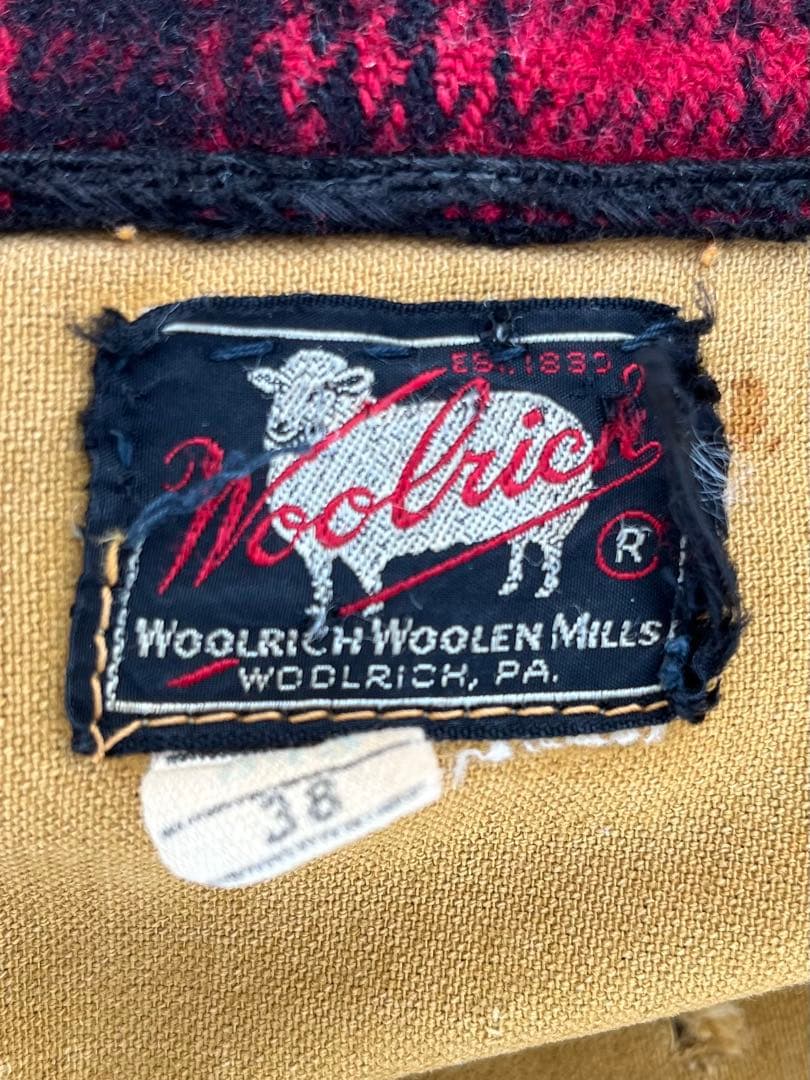 EST. 1830
Woolrich
R
WOOLRICH WOOLEN MILLS
WOOLRICH, PA.
38